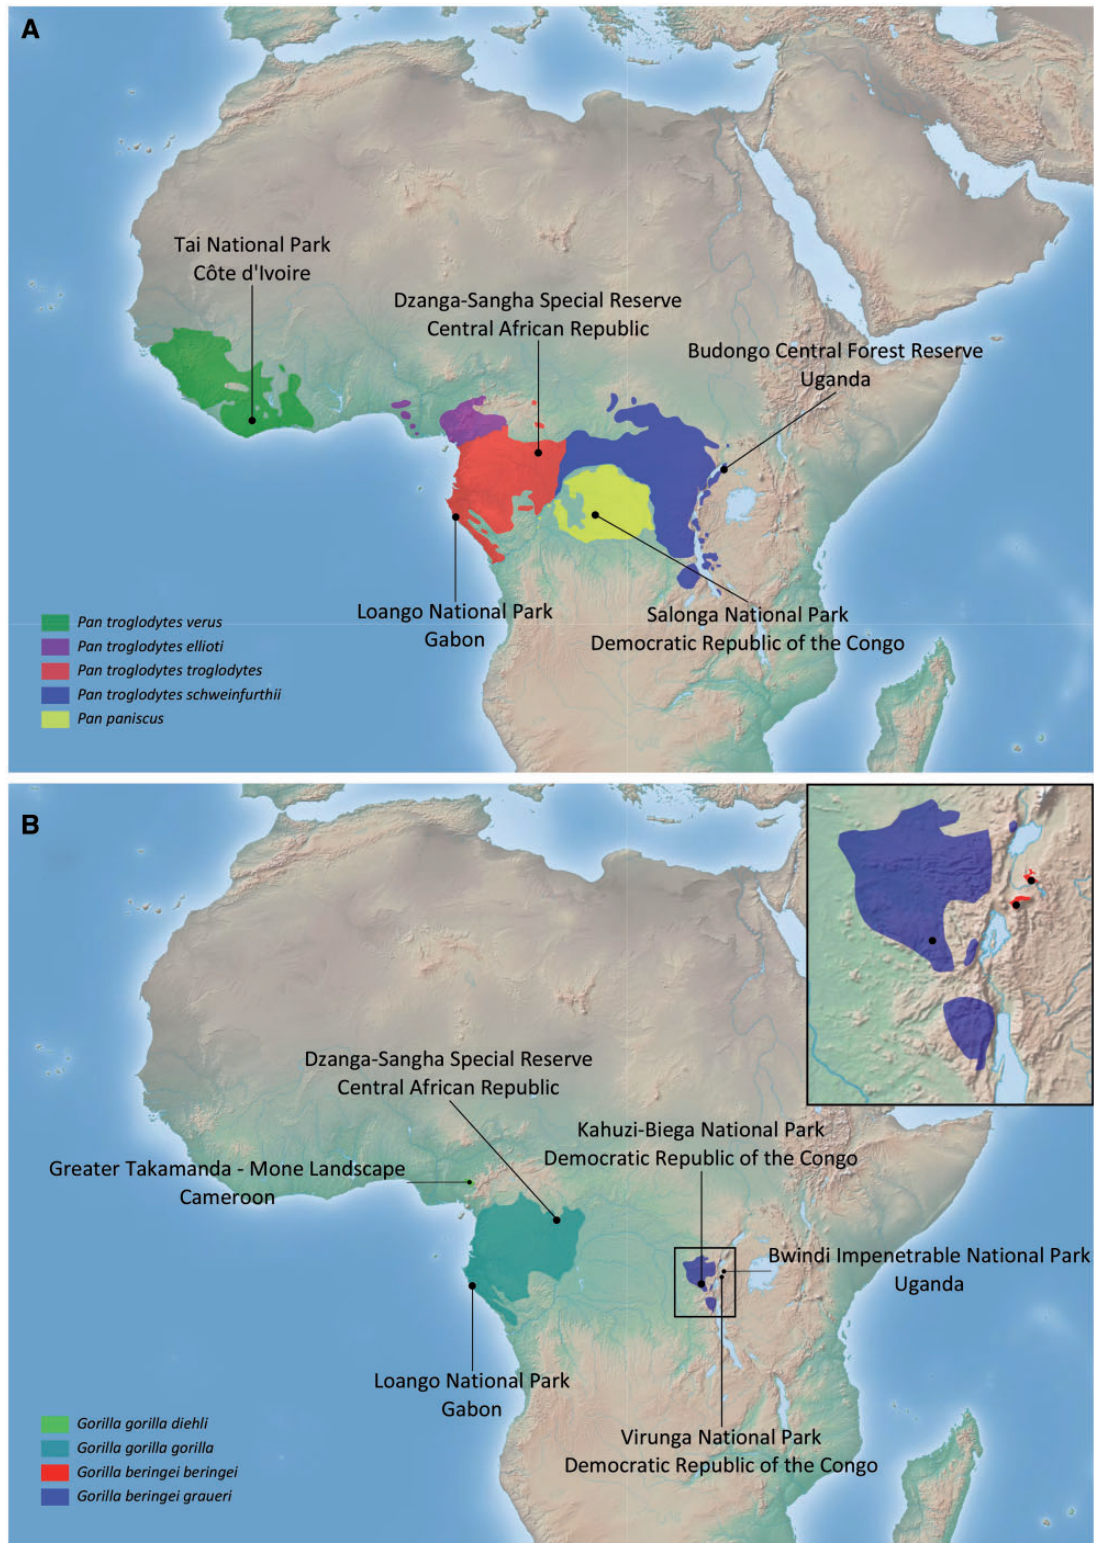 A
Tai National Park
Côte d'Ivoire
Dzanga-Sangha Special Reserve
Central African Republic
Budongo Central Forest Reserve
Uganda
Loango National Park
Gabon
Salonga National Park
Democratic Republic of the Congo
Pan troglodytes verus
Pan troglodytes ellioti
Pan troglodytes troglodytes
Pan troglodytes schweinfurthii
Pan paniscus
B
Dzanga-Sangha Special Reserve
Central African Republic
Kahuzi-Biega National Park
Democratic Republic of the Congo
Greater Takamanda - Mone Landscape
Cameroon
Bwindi Impenetrable National Park
Uganda
Loango National Park
Gabon
Virunga National Park
Democratic Republic of the Congo
Gorilla gorilla diehli
Gorilla gorilla gorilla
Gorilla beringei beringei
Gorilla beringei graueri